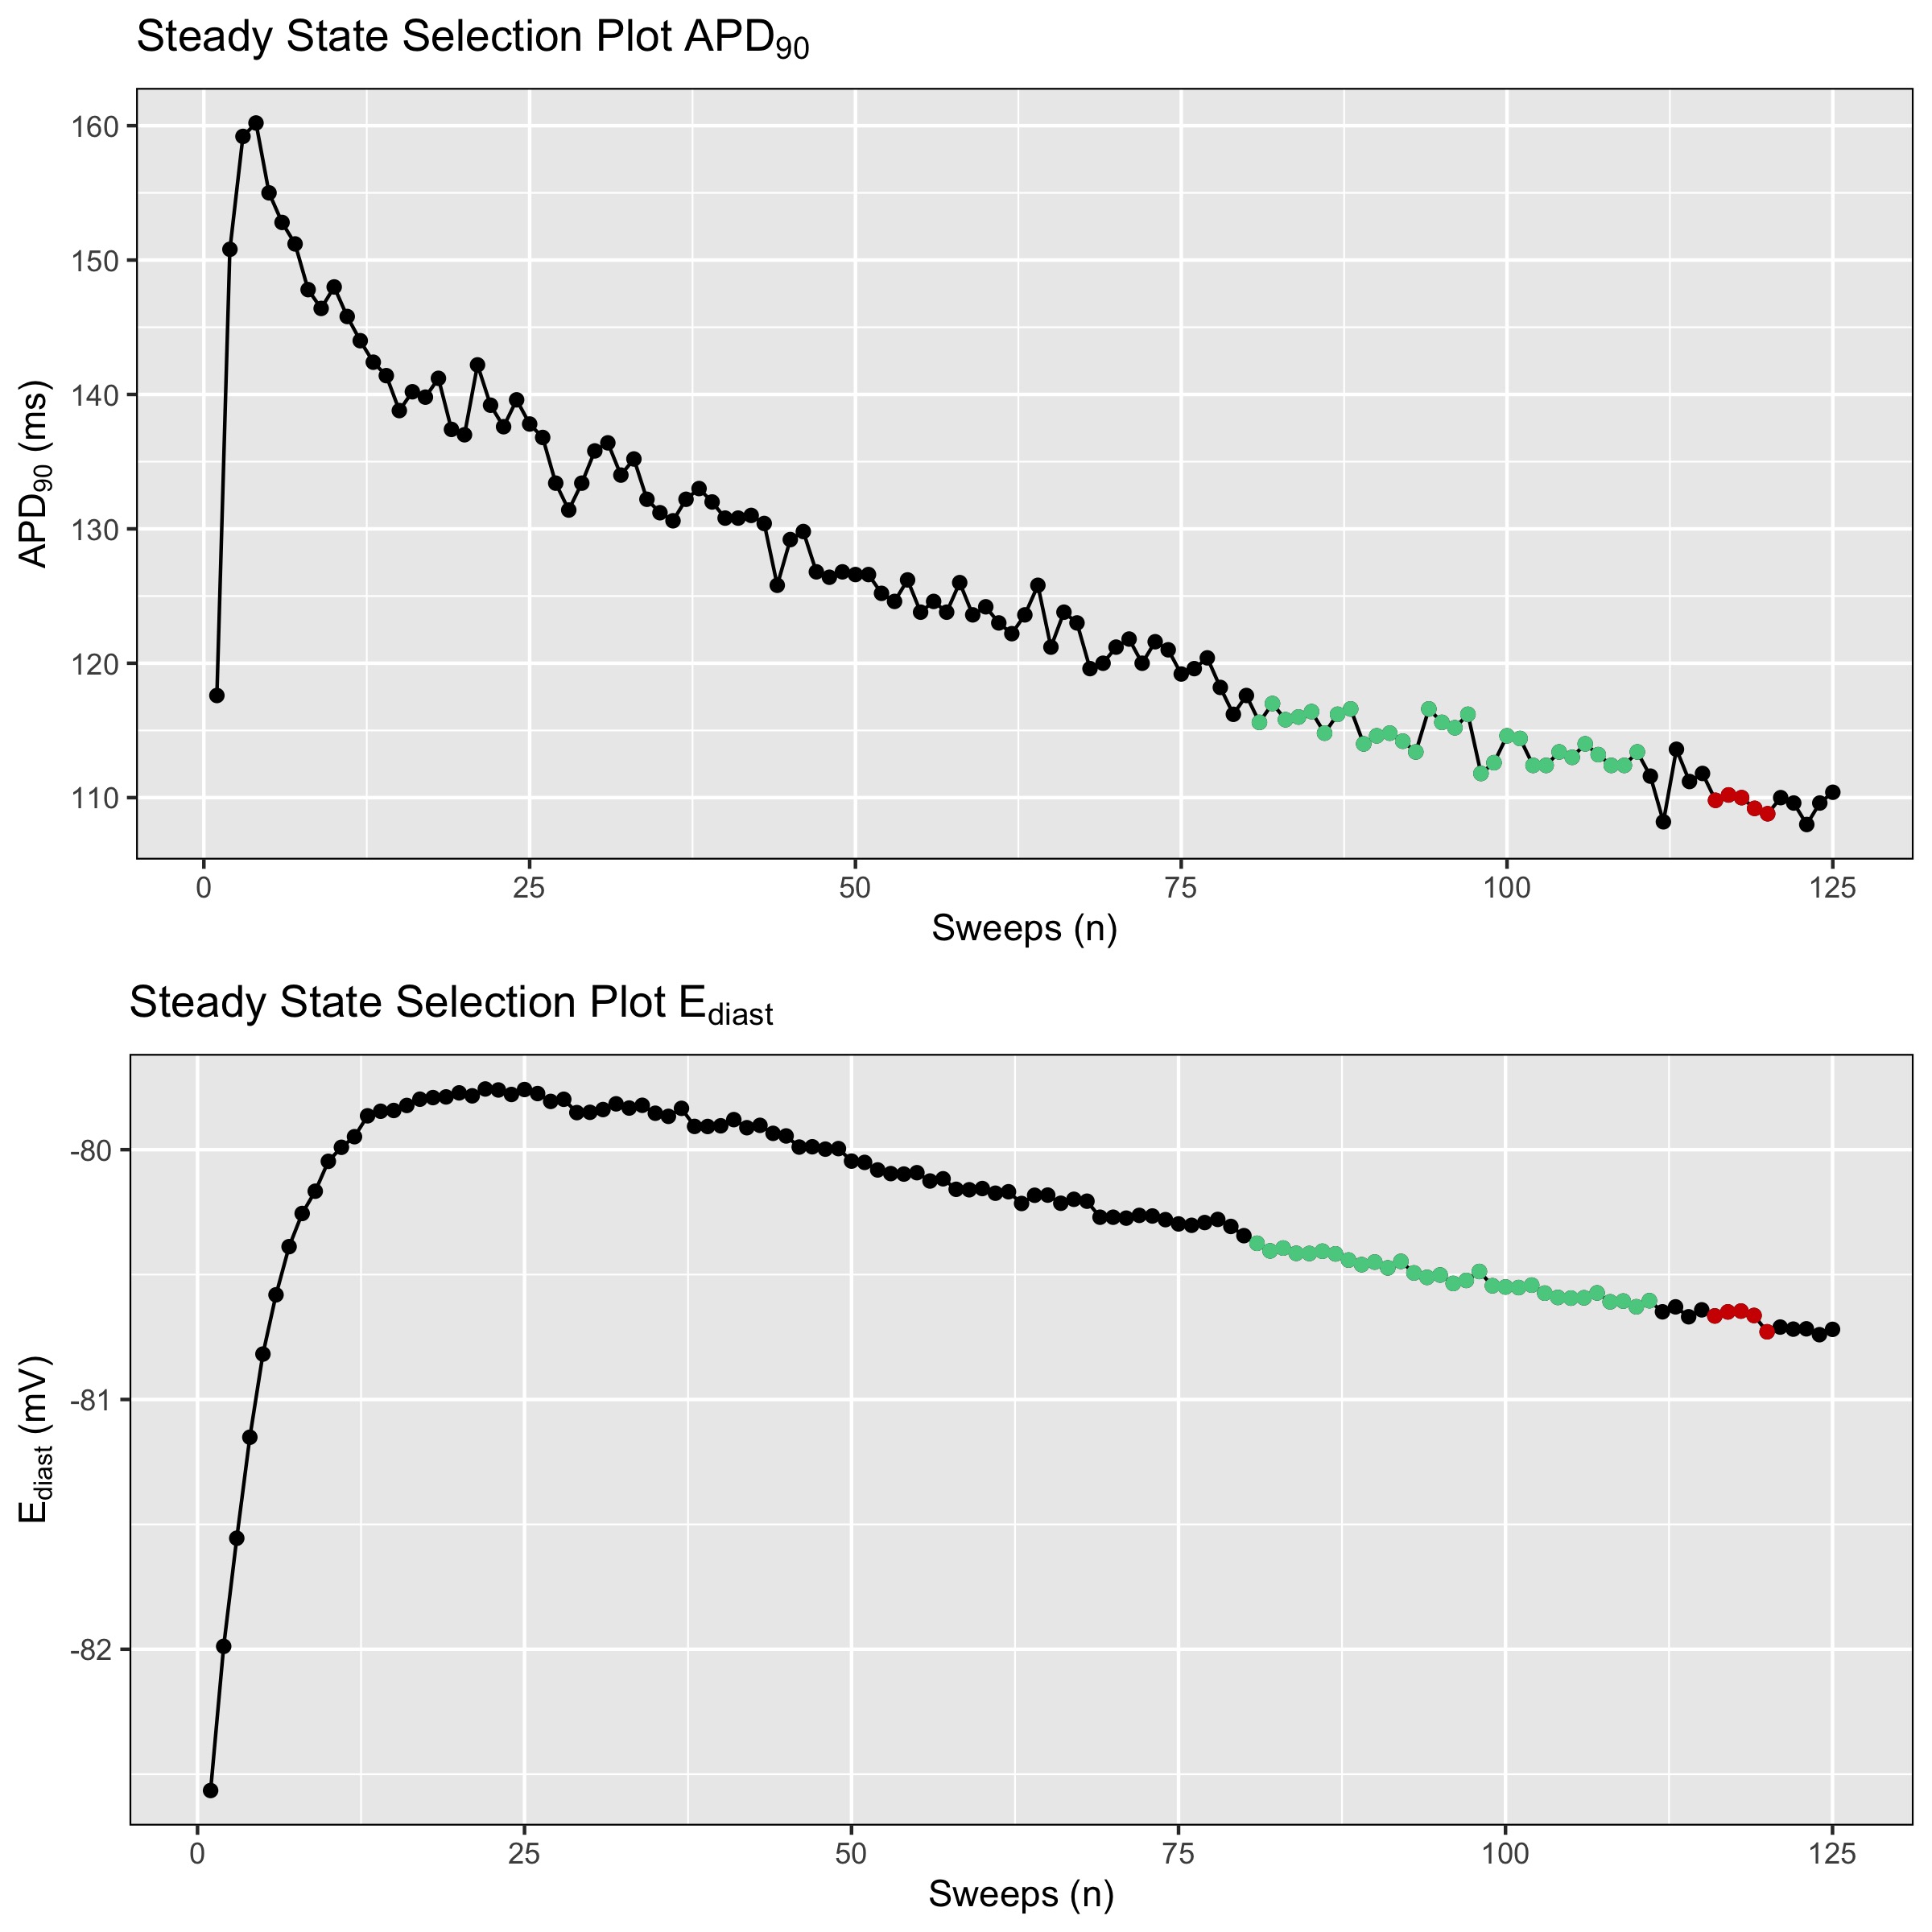 Steady State Selection Plot APD90
160
150
140
130
120
110
APD90 (ms)
0 25 50 75 100 125
Sweeps (n)
Steady State Selection Plot Ediast
-80
-81
-82
Ediast (mV)
0 25 50 75 100 125
Sweeps (n)